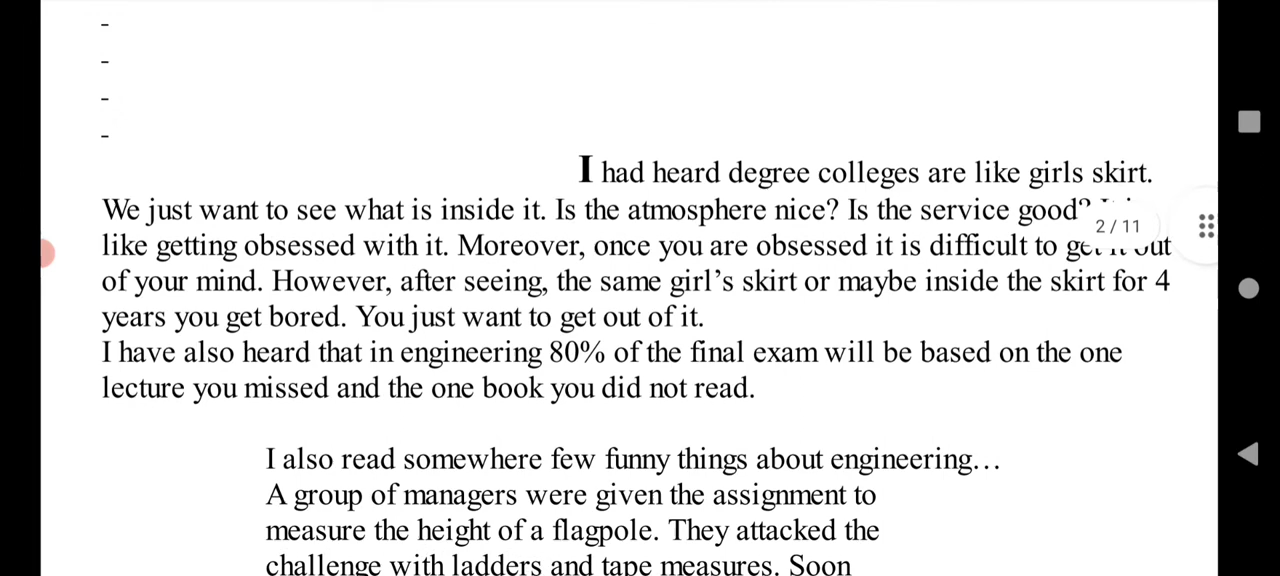 -
-
-
-
I had heard degree colleges are like girls skirt.
We just want to see what is inside it. Is the atmosphere nice? Is the service good?
2 / 11
like getting obsessed with it. Moreover, once you are obsessed it is difficult to get it out
of your mind. However, after seeing, the same girl’s skirt or maybe inside the skirt for 4
years you get bored. You just want to get out of it.
I have also heard that in engineering 80% of the final exam will be based on the one
lecture you missed and the one book you did not read.
I also read somewhere few funny things about engineering…
A group of managers were given the assignment to
measure the height of a flagpole. They attacked the
challenge with ladders and tape measures. Soon